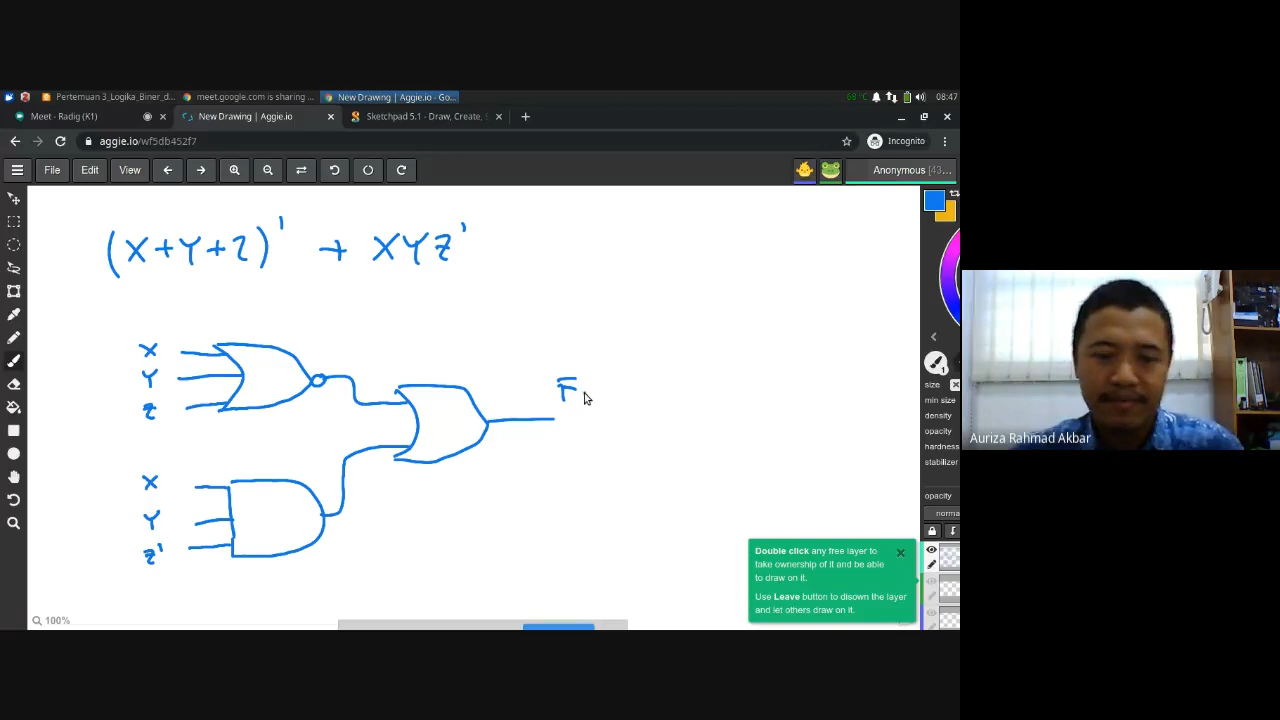 Pertemuan 3_Logika_Biner_d...
meet.google.com is sharing ...
New Drawing | Aggie.io - Go...
68°C
08:47
Meet - Radig (K1)
New Drawing | Aggie.io
Sketchpad 5.1 - Draw, Create, S
aggie.io/wf5db452f7
Incognito
File
Edit
View
Anonymous [43...
(X+Y+Z)' + XYZ'
X
Y
Z
F
X
Y
Z'
1
size
min size
density
opacity
hardness
stabilizer
opacity
norma
Double click any free layer to
take ownership of it and be able
to draw on it.
Use Leave button to disown the layer
and let others draw on it.
100%
Auriza Rahmad Akbar